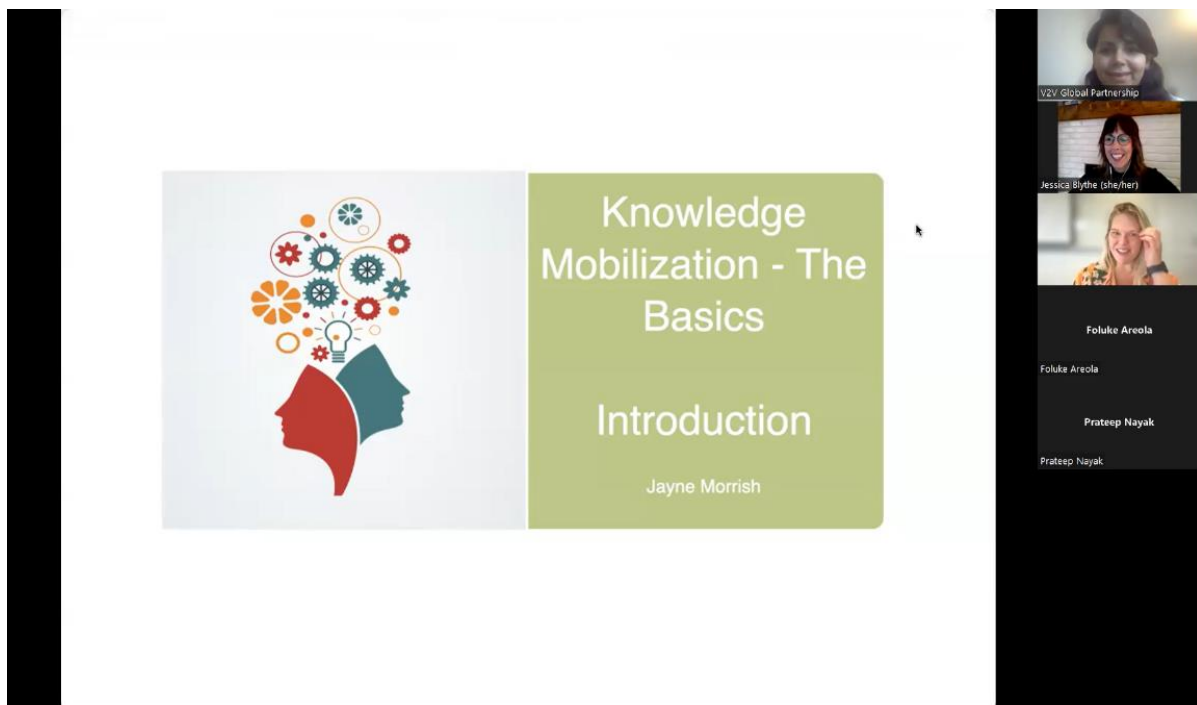 Knowledge
Mobilization - The
Basics
Introduction
Jayne Morrish
V2V Global Partnership
Jessica Blythe (she/her)
Foluke Areola
Foluke Areola
Prateep Nayak
Prateep Nayak